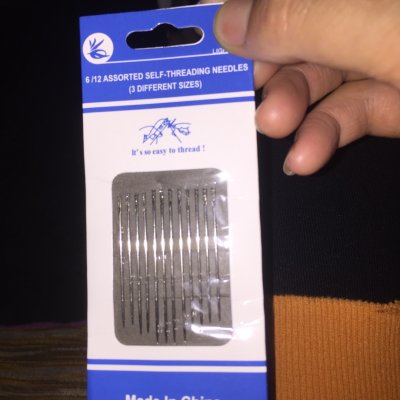 6 /12 ASSORTED SELF-THREADING NEEDLES
(3 DIFFERENT SIZES)
It's so easy to thread !
Made In China